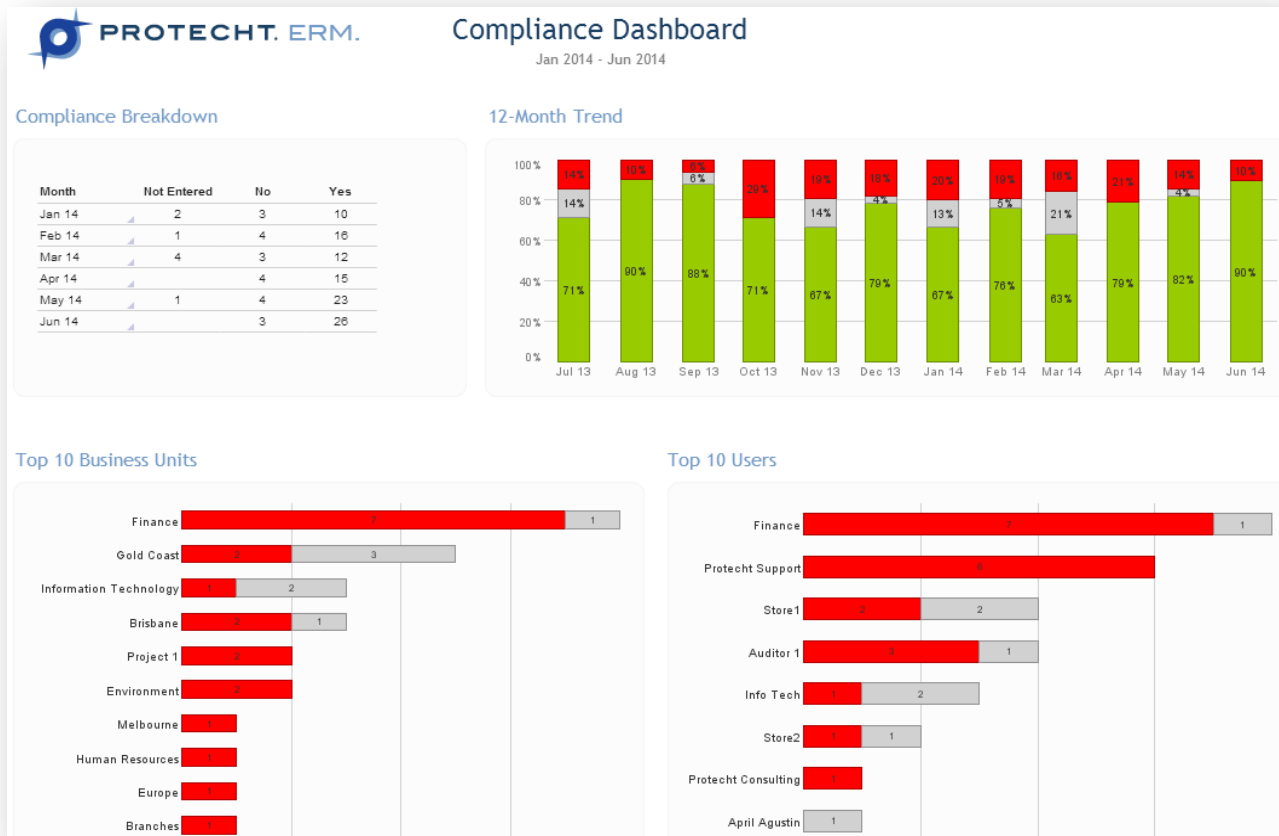 PROTECHT. ERM.
Compliance Dashboard
Jan 2014 - Jun 2014
Compliance Breakdown
Month Not Entered No Yes
Jan 14 2 3 10
Feb 14 1 4 16
Mar 14 4 3 12
Apr 14 4 15
May 14 1 4 23
Jun 14 3 26
12-Month Trend
100%
80%
60%
40%
20%
0%
14% 10% 6% 29% 19% 18% 20% 19% 16% 21% 14% 10%
14% 6% 14% 4% 13% 5% 21% 4%
71% 90% 88% 71% 67% 79% 67% 76% 63% 79% 82% 90%
Jul 13 Aug 13 Sep 13 Oct 13 Nov 13 Dec 13 Jan 14 Feb 14 Mar 14 Apr 14 May 14 Jun 14
Top 10 Business Units
Finance 7 1
Gold Coast 2 3
Information Technology 1 2
Brisbane 2 1
Project 1 2
Environment 2
Melbourne 1
Human Resources 1
Europe 1
Branches 1
Top 10 Users
Finance 7 1
Protecht Support 6
Store1 2 2
Auditor 1 3 1
Info Tech 1 2
Store2 1 1
Protecht Consulting 1
April Agustin 1